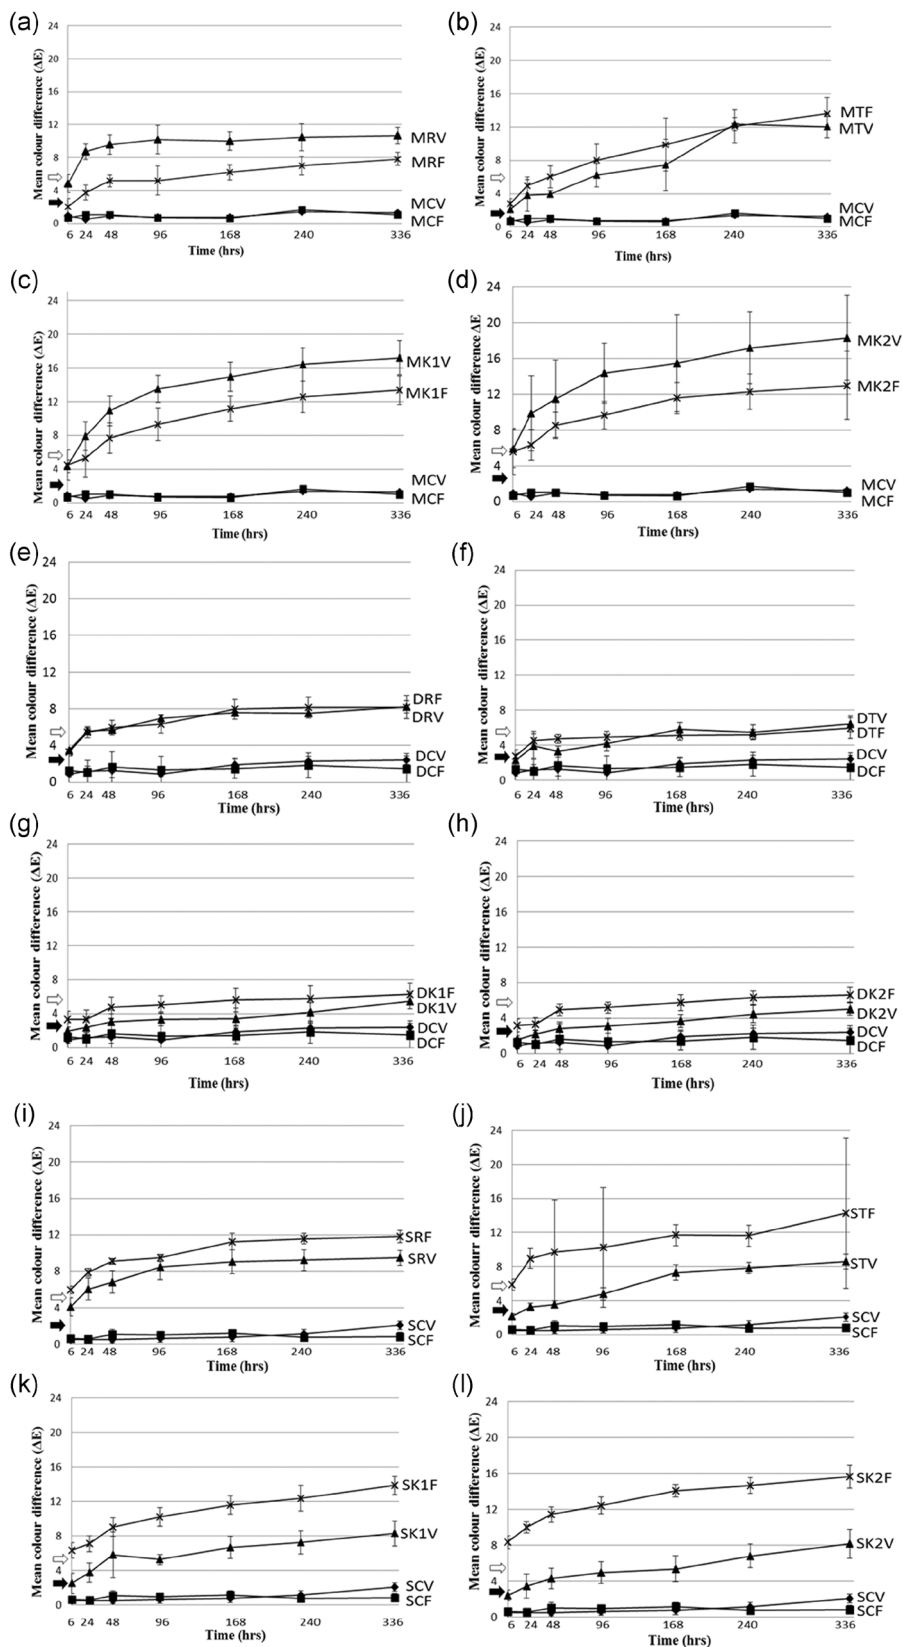 (a)
Mean colour difference (ΔE)
24
20
16
12
8
4
0
MRV
MRF
MCV
MCF
6 24 48 96 168 240 336
Time (hrs)
(b)
Mean colour difference (ΔE)
24
20
16
12
8
4
0
MTF
MTV
MCV
MCF
6 24 48 96 168 240 336
Time (hrs)
(c)
Mean colour difference (ΔE)
24
20
16
12
8
4
0
MK1V
MK1F
MCV
MCF
6 24 48 96 168 240 336
Time (hrs)
(d)
Mean colour difference ΔE
24
20
16
12
8
4
0
MK2V
MK2F
MCV
MCF
6 24 48 96 168 240 336
Time (hrs)
(e)
Mean colour difference (ΔE)
24
20
16
12
8
4
0
DRF
DRV
DCV
DCF
6 24 48 96 168 240 336
Time (hrs)
(f)
Mean colour difference (ΔE)
24
20
16
12
8
4
0
DTV
DTF
DCV
DCF
6 24 48 96 168 240 336
Time (hrs)
(g)
Mean colour difference (ΔE)
24
20
16
12
8
4
0
DK1F
DK1V
DCV
DCF
6 24 48 96 168 240 336
Time (hrs)
(h)
Mean colour difference (ΔE)
24
20
16
12
8
4
0
DK2F
DK2V
DCV
DCF
6 24 48 96 168 240 336
Time (hrs)
(i)
Mean colour difference (ΔE)
24
20
16
12
8
4
0
SRF
SRV
SCV
SCF
6 24 48 96 168 240 336
Time (hrs)
(j)
Mean colourr difference (ΔE)
24
20
16
12
8
4
0
STF
STV
SCV
SCF
6 24 48 96 168 240 336
Time (hrs)
(k)
Mean colour difference (ΔE)
24
20
16
12
8
4
0
SK1F
SK1V
SCV
SCF
6 24 48 96 168 240 336
Time (hrs)
(l)
Mean colour difference (ΔE)
24
20
16
12
8
4
0
SK2F
SK2V
SCV
SCF
6 24 48 96 168 240 336
Time (hrs)